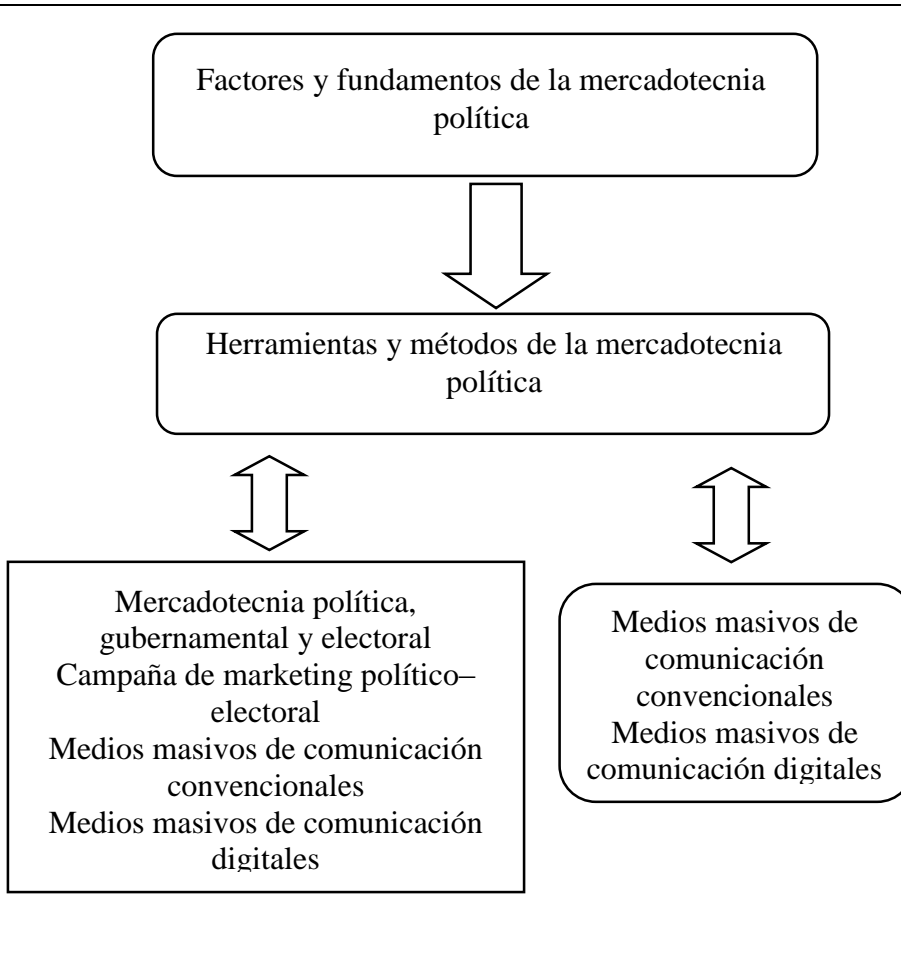 Factores y fundamentos de la mercadotecnia
política
Herramientas y métodos de la mercadotecnia
política
Mercadotecnia política,
gubernamental y electoral
Campaña de marketing político–
electoral
Medios masivos de comunicación
convencionales
Medios masivos de comunicación
digitales
Medios masivos de
comunicación
convencionales
Medios masivos de
comunicación digitales